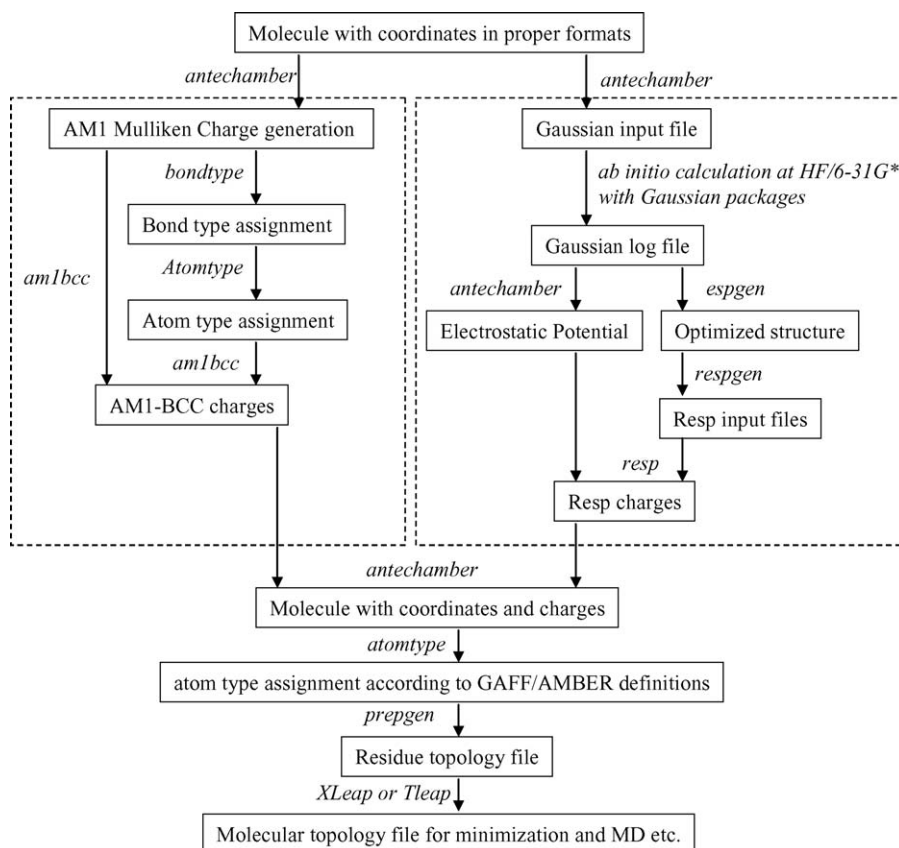 Molecule with coordinates in proper formats
antechamber
antechamber
AM1 Mulliken Charge generation
bondtype
Bond type assignment
Atomtype
am1bcc
Atom type assignment
am1bcc
AM1-BCC charges
Gaussian input file
ab initio calculation at HF/6-31G*
with Gaussian packages
Gaussian log file
antechamber
espgen
Electrostatic Potential
Optimized structure
respgen
Resp input files
resp
Resp charges
antechamber
Molecule with coordinates and charges
atomtype
atom type assignment according to GAFF/AMBER definitions
prepgen
Residue topology file
XLeap or Tleap
Molecular topology file for minimization and MD etc.